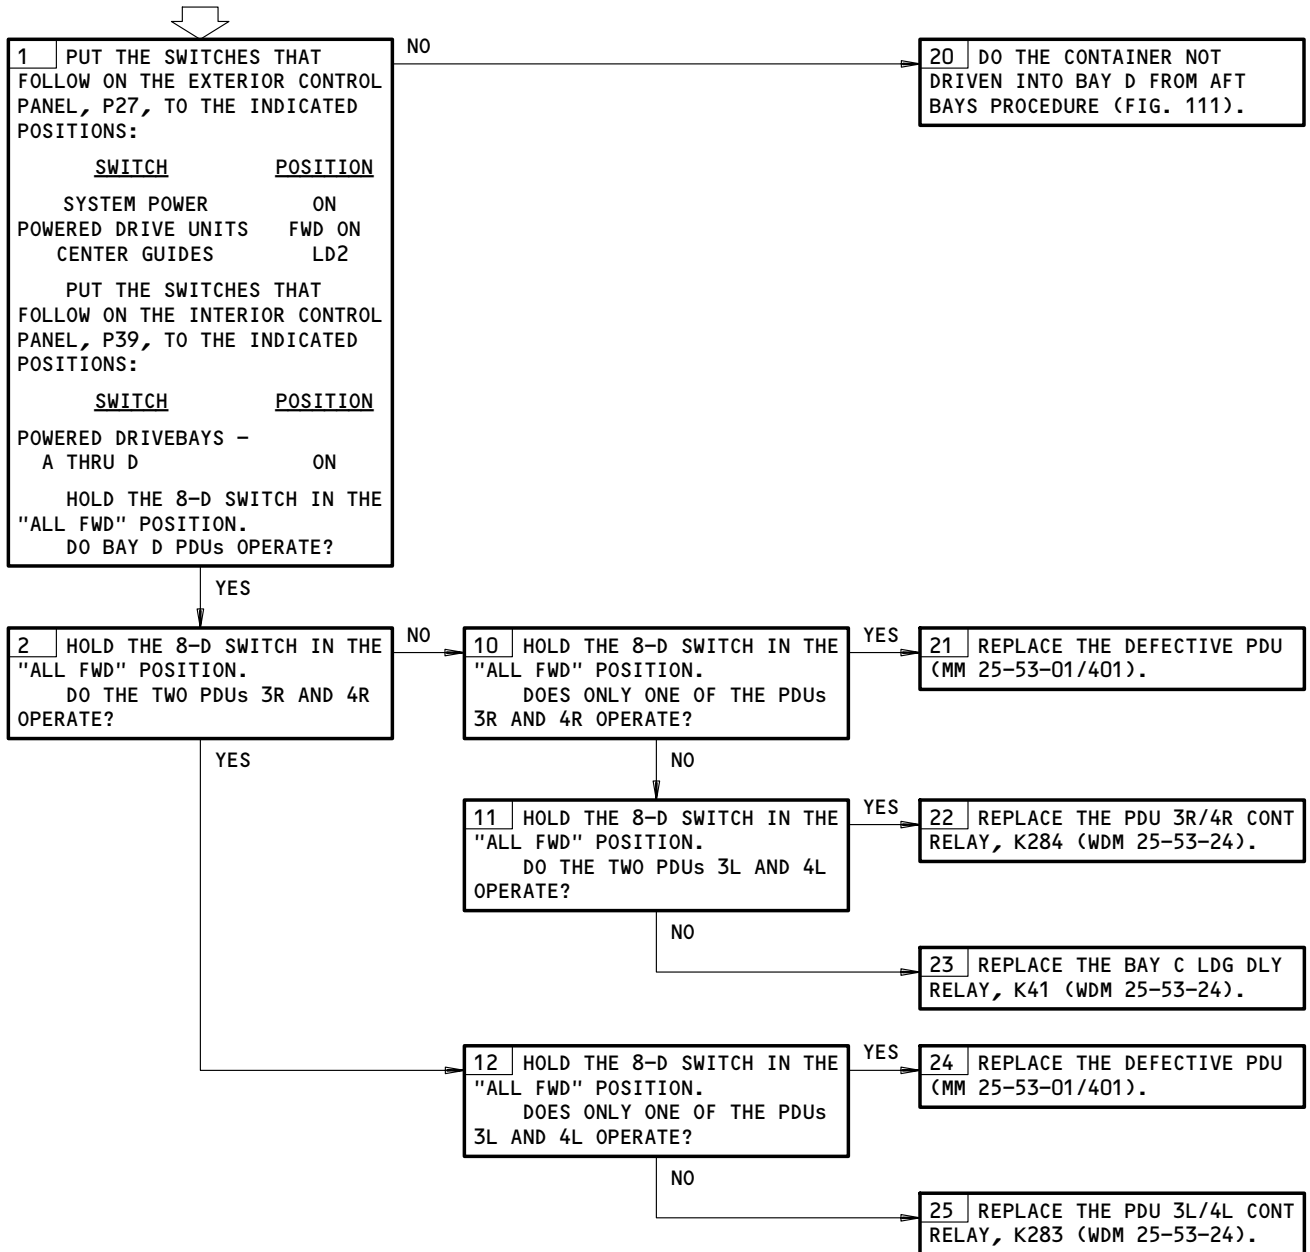 1 PUT THE SWITCHES THAT
FOLLOW ON THE EXTERIOR CONTROL
PANEL, P27, TO THE INDICATED
POSITIONS:
SWITCH POSITION
SYSTEM POWER ON
POWERED DRIVE UNITS FWD ON
CENTER GUIDES LD2
PUT THE SWITCHES THAT
FOLLOW ON THE INTERIOR CONTROL
PANEL, P39, TO THE INDICATED
POSITIONS:
SWITCH POSITION
POWERED DRIVEBAYS -
A THRU D ON
HOLD THE 8-D SWITCH IN THE
"ALL FWD" POSITION.
DO BAY D PDUs OPERATE?
NO
20 DO THE CONTAINER NOT
DRIVEN INTO BAY D FROM AFT
BAYS PROCEDURE (FIG. 111).
YES
2 HOLD THE 8-D SWITCH IN THE
"ALL FWD" POSITION.
DO THE TWO PDUs 3R AND 4R
OPERATE?
NO
10 HOLD THE 8-D SWITCH IN THE
"ALL FWD" POSITION.
DOES ONLY ONE OF THE PDUs
3R AND 4R OPERATE?
YES
21 REPLACE THE DEFECTIVE PDU
(MM 25-53-01/401).
YES
NO
11 HOLD THE 8-D SWITCH IN THE
"ALL FWD" POSITION.
DO THE TWO PDUs 3L AND 4L
OPERATE?
YES
22 REPLACE THE PDU 3R/4R CONT
RELAY, K284 (WDM 25-53-24).
NO
23 REPLACE THE BAY C LDG DLY
RELAY, K41 (WDM 25-53-24).
12 HOLD THE 8-D SWITCH IN THE
"ALL FWD" POSITION.
DOES ONLY ONE OF THE PDUs
3L AND 4L OPERATE?
YES
24 REPLACE THE DEFECTIVE PDU
(MM 25-53-01/401).
NO
25 REPLACE THE PDU 3L/4L CONT
RELAY, K283 (WDM 25-53-24).